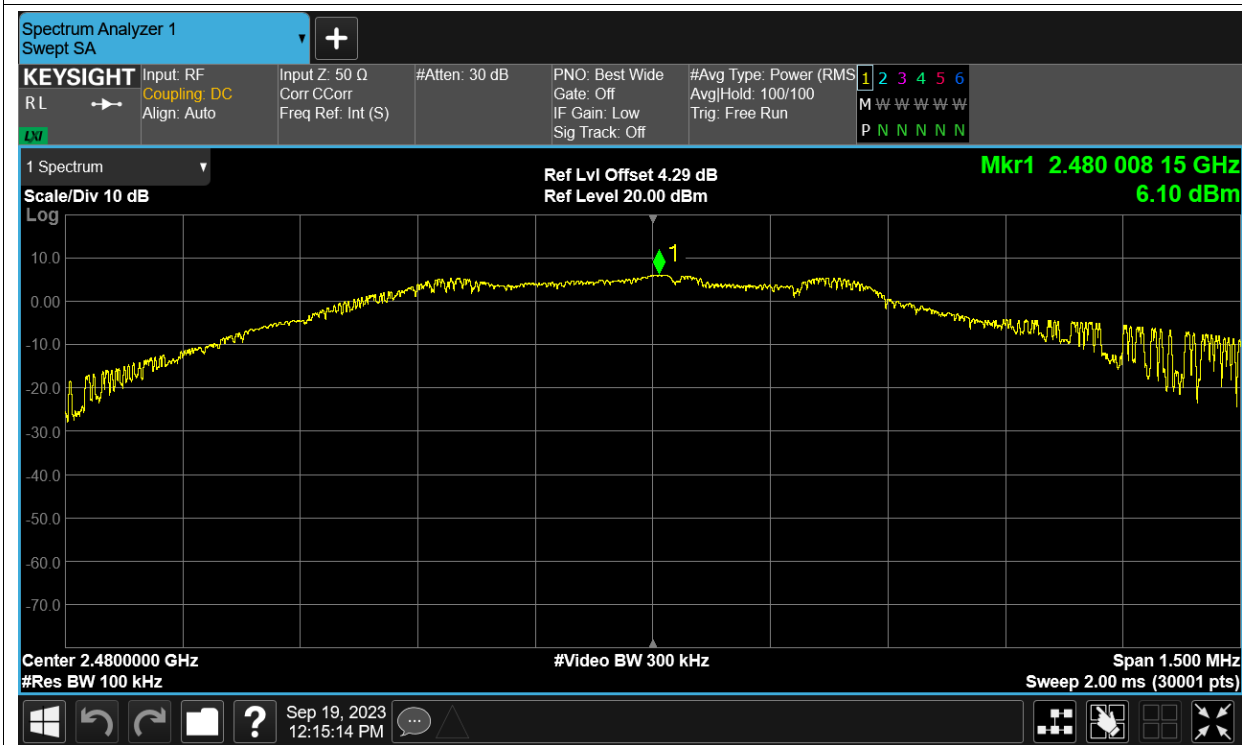 Spectrum Analyzer 1
Swept SA
KEYSIGHT
RL
LXI
Input: RF
Coupling: DC
Align: Auto
Input Z: 50 Ω
Corr CCorr
Freq Ref: Int (S)
#Atten: 30 dB
PNO: Best Wide
Gate: Off
IF Gain: Low
Sig Track: Off
#Avg Type: Power (RMS
Avg|Hold: 100/100
Trig: Free Run
1 2 3 4 5 6
M W W W W W
P N N N N N
1 Spectrum
Scale/Div 10 dB
Log
Ref Lvl Offset 4.29 dB
Ref Level 20.00 dBm
Mkr1 2.480 008 15 GHz
6.10 dBm
1
10.0
0.00
-10.0
-20.0
-30.0
-40.0
-50.0
-60.0
-70.0
Center 2.4800000 GHz
#Res BW 100 kHz
#Video BW 300 kHz
Span 1.500 MHz
Sweep 2.00 ms (30001 pts)
?
Sep 19, 2023
12:15:14 PM